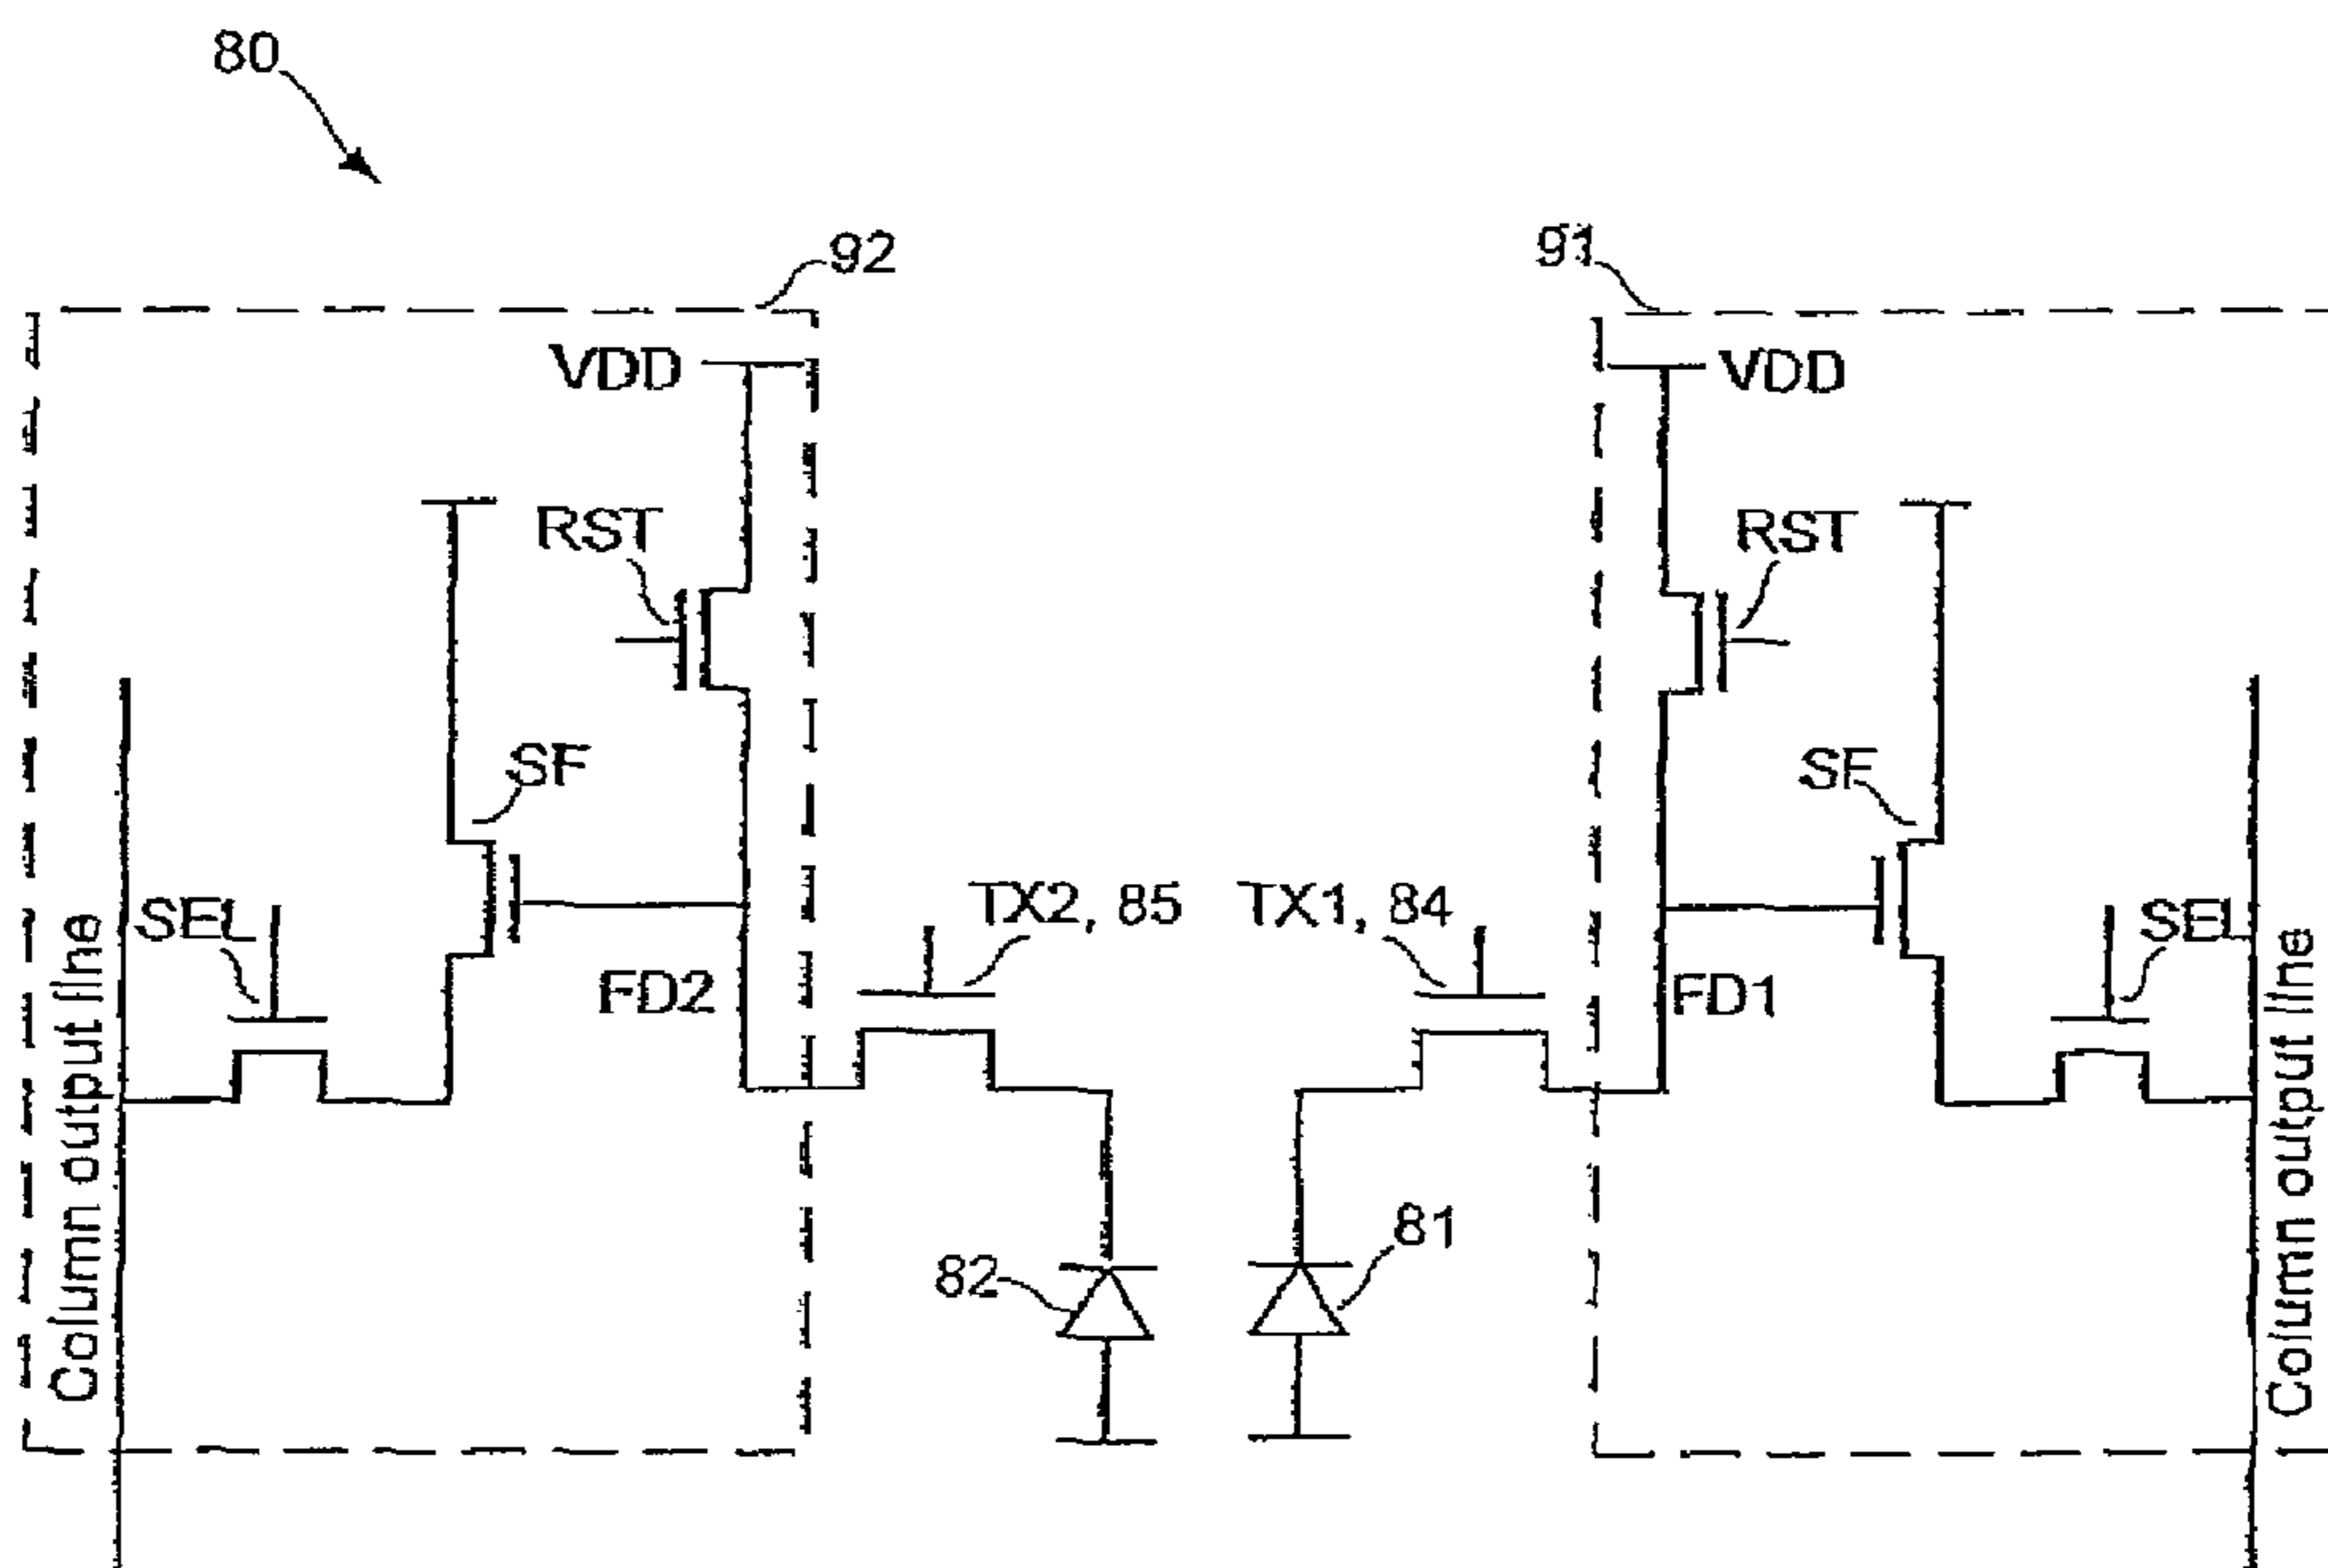 80
92
91
VDD
VDD
RST
RST
SF
SF
SEL
TX2, 85
TX1, 84
SEL
FD2
FD1
Column output line
Column output line
82
81